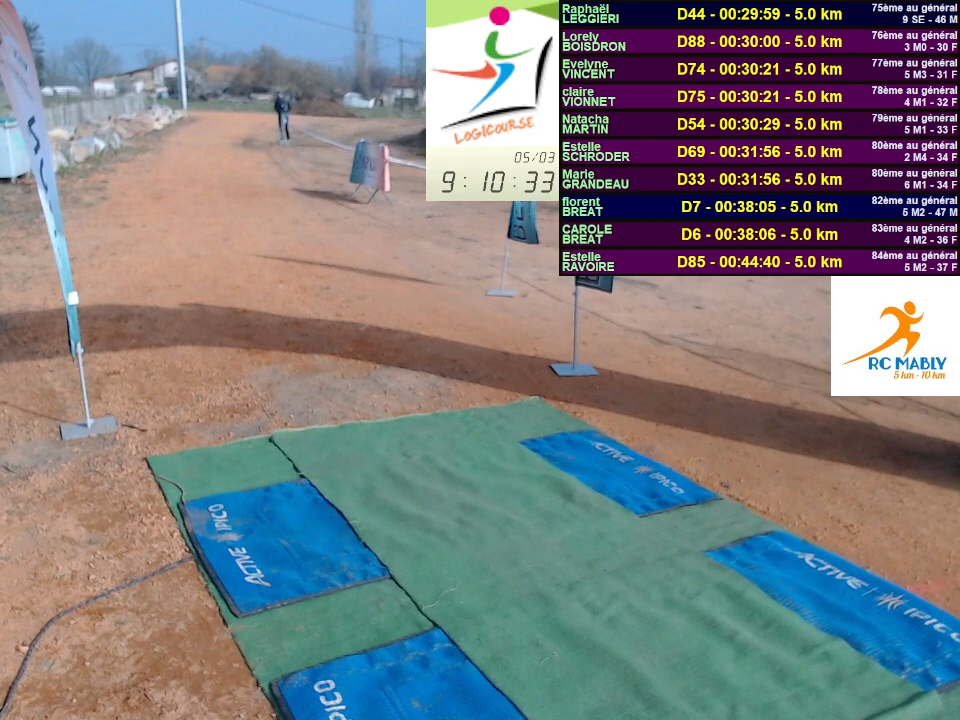 Raphaël
LEGGIERI
D44 - 00:29:59 - 5.0 km
75ème au général
9 SE - 46 M
Lorely
BOISDRON
D88 - 00:30:00 - 5.0 km
76ème au général
3 M0 - 30 F
Evelyne
VINCENT
D74 - 00:30:21 - 5.0 km
77ème au général
5 M3 - 31 F
claire
VIONNET
D75 - 00:30:21 - 5.0 km
78ème au général
4 M1 - 32 F
Natacha
MARTIN
D54 - 00:30:29 - 5.0 km
79ème au général
5 M1 - 33 F
Estelle
SCHRODER
D69 - 00:31:56 - 5.0 km
80ème au général
2 M4 - 34 F
Marie
GRANDEAU
D33 - 00:31:56 - 5.0 km
80ème au général
6 M1 - 34 F
florent
BREAT
D7 - 00:38:05 - 5.0 km
82ème au général
5 M2 - 47 M
CAROLE
BREAT
D6 - 00:38:06 - 5.0 km
83ème au général
4 M2 - 36 F
Estelle
RAVOIRE
D85 - 00:44:40 - 5.0 km
84ème au général
5 M2 - 37 F
LOGICOURSE
05/03
9:10:33
RC MABLY
5 km - 10 km
ACTIVE IPICO
ACTIVE IPICO
ACTIVE IPICO
IPICO